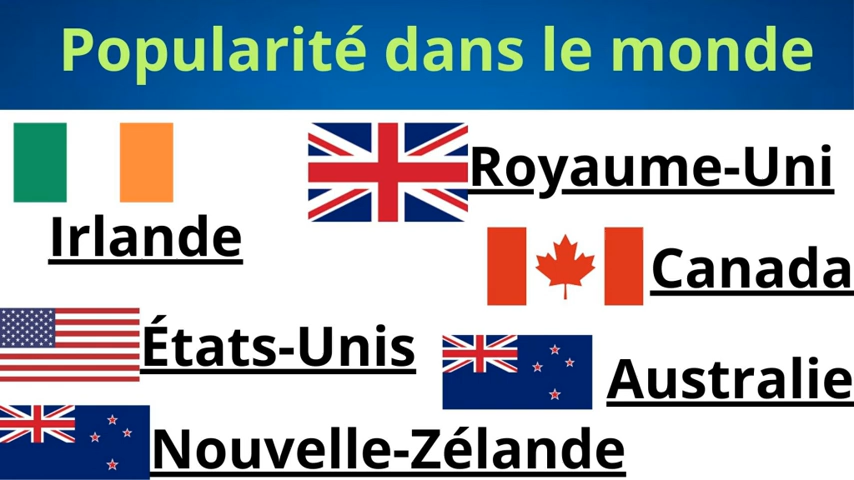 Popularité dans le monde
Royaume-Uni
Irlande
Canada
États-Unis
Australie
Nouvelle-Zélande